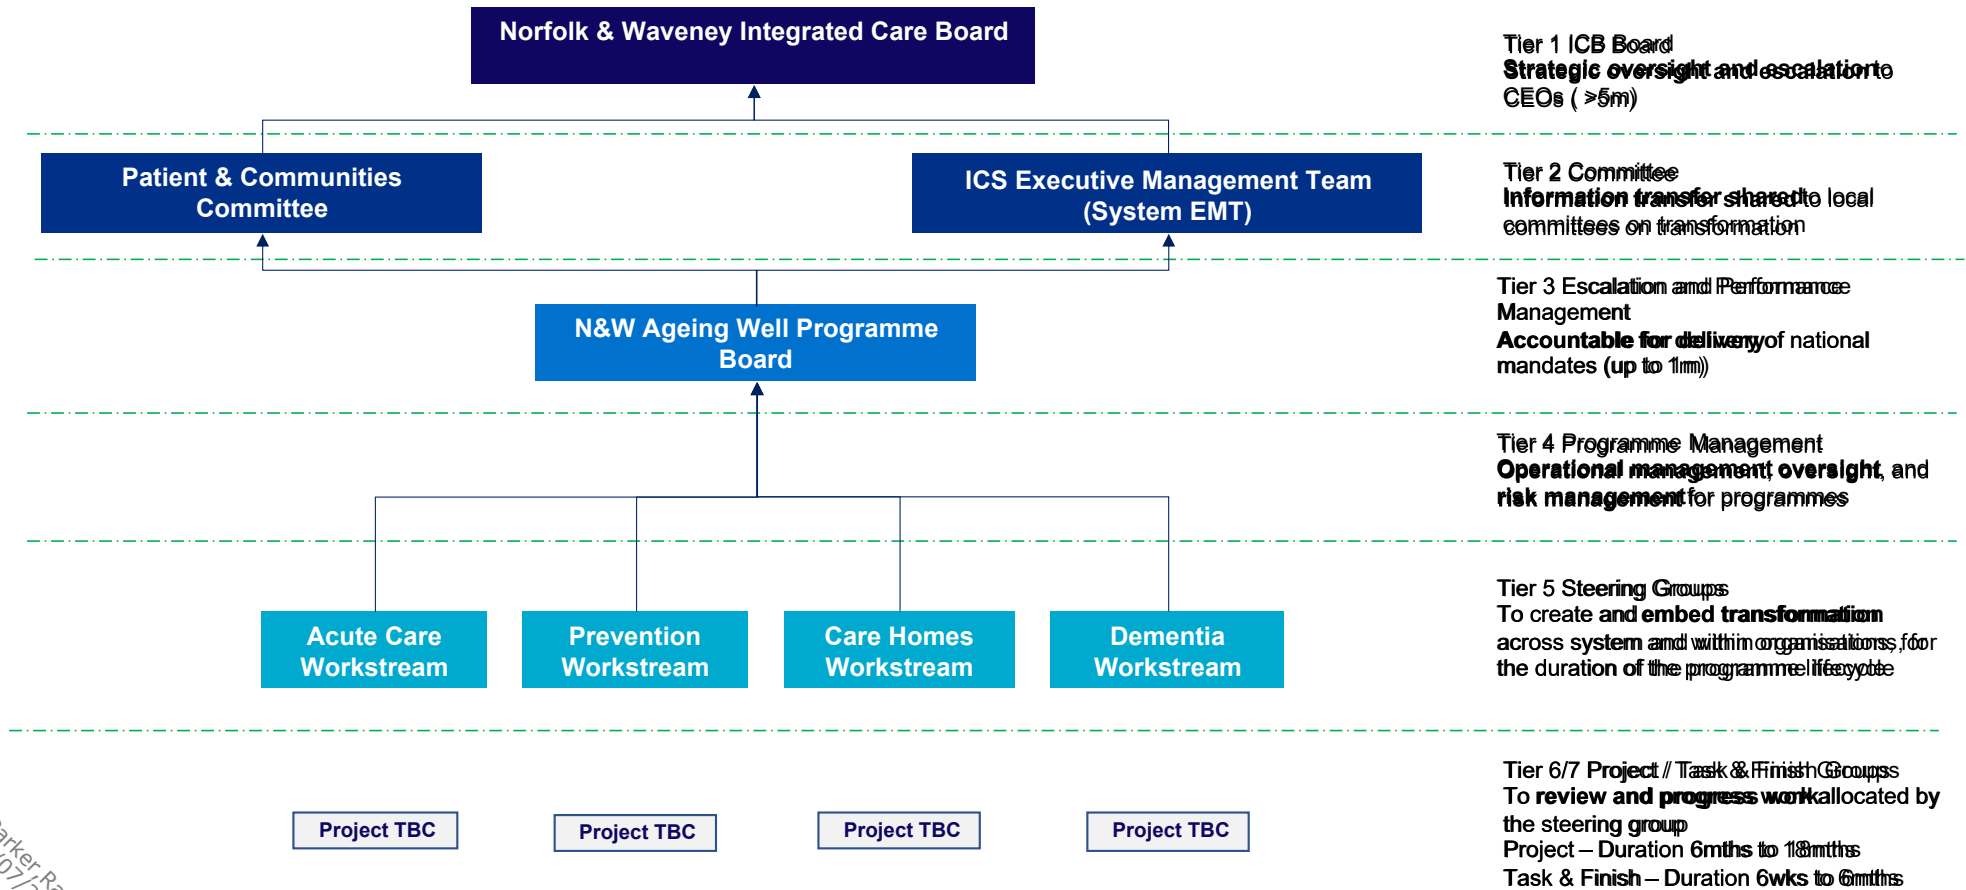 Norfolk & Waveney Integrated Care Board
Tier 1 ICB Board
Strategic oversight and escalation to
CEOs ( >5m)
Patient & Communities
Committee
ICS Executive Management Team
(System EMT)
Tier 2 Committee
Information transfer shared to local
committees on transformation
N&W Ageing Well Programme
Board
Tier 3 Escalation and Performance
Management
Accountable for delivery of national
mandates (up to 1m)
Tier 4 Programme Management
Operational management, oversight, and
risk management for programmes
Acute Care
Workstream
Prevention
Workstream
Care Homes
Workstream
Dementia
Workstream
Tier 5 Steering Groups
To create and embed transformation
across system and within organisations, for
the duration of the programme lifecycle
Project TBC
Project TBC
Project TBC
Project TBC
Tier 6/7 Project / Task & Finish Groups
To review and progress work allocated by
the steering group
Project – Duration 6mths to 18mths
Task & Finish – Duration 6wks to 6mths